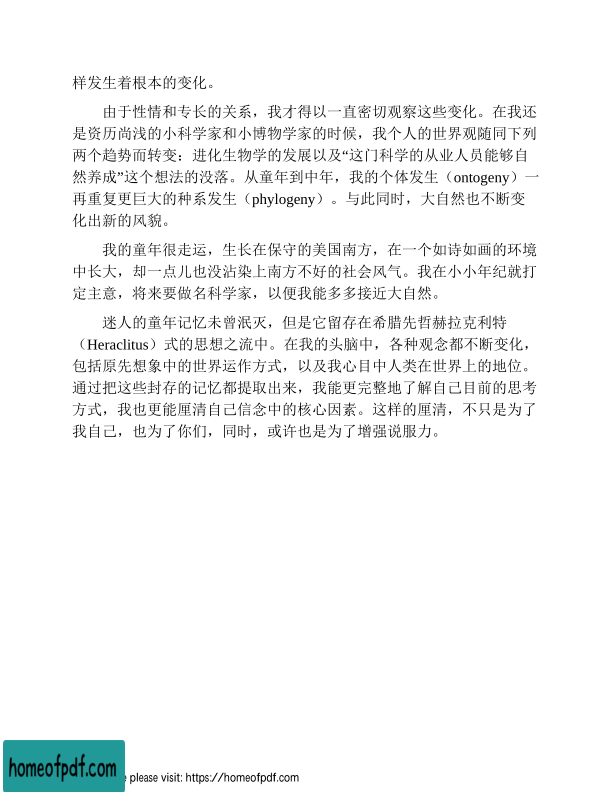 样发生着根本的变化。
由于性情和专长的关系，我才得以一直密切观察这些变化。在我还
是资历尚浅的小科学家和小博物学家的时候，我个人的世界观随同下列
两个趋势而转变：进化生物学的发展以及“这门科学的从业人员能够自
然养成”这个想法的没落。从童年到中年，我的个体发生（ontogeny）一
再重复更巨大的种系发生（phylogeny）。与此同时，大自然也不断变
化出新的风貌。
我的童年很走运，生长在保守的美国南方，在一个如诗如画的环境
中长大，却一点儿也没沾染上南方不好的社会风气。我在小小年纪就打
定主意，将来要做名科学家，以便我能多多接近大自然。
迷人的童年记忆未曾泯灭，但是它留存在希腊先哲赫拉克利特
（Heraclitus）式的思想之流中。在我的头脑中，各种观念都不断变化，
包括原先想象中的世界运作方式，以及我心目中人类在世界上的地位。
通过把这些封存的记忆都提取出来，我能更完整地了解自己目前的思考
方式，我也更能厘清自己信念中的核心因素。这样的厘清，不只是为了
我自己，也为了你们，同时，或许也是为了增强说服力。
homeofpdf.com
please visit: https://homeofpdf.com